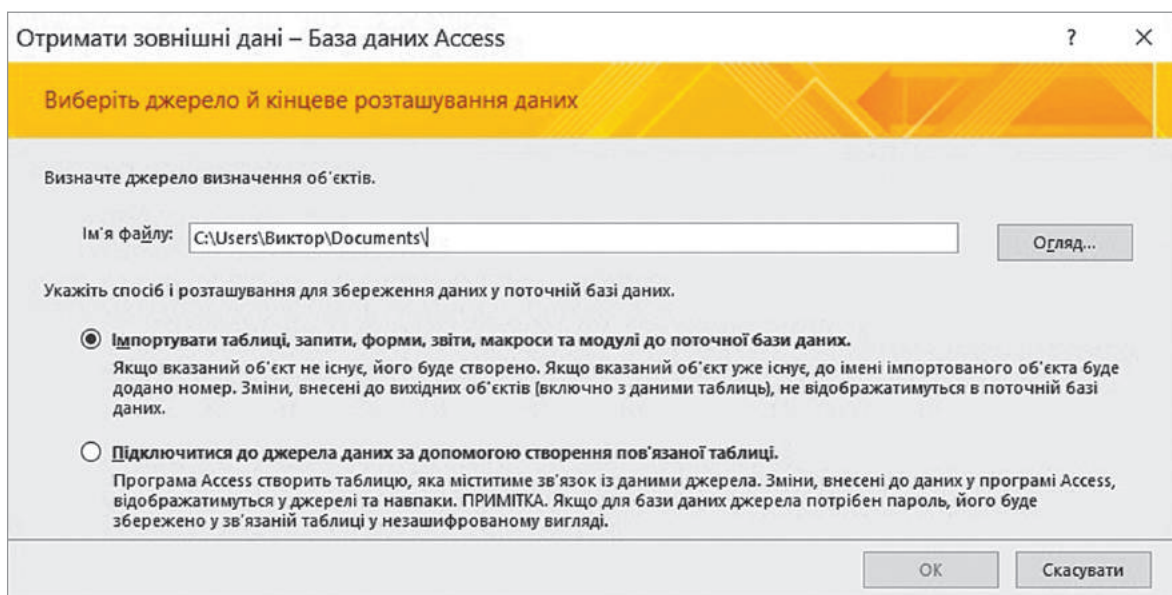 Отримати зовнішні дані – База даних Access
? ×
Виберіть джерело й кінцеве розташування даних
Визначте джерело визначення об'єктів.
Ім'я файлу: C:\Users\Виктор\Documents\ Огляд...
Укажіть спосіб і розташування для збереження даних у поточній базі даних.
Імпортувати таблиці, запити, форми, звіти, макроси та модулі до поточної бази даних.
Якщо вказаний об'єкт не існує, його буде створено. Якщо вказаний об'єкт уже існує, до імені імпортованого об'єкта буде
додано номер. Зміни, внесені до вихідних об'єктів (включно з даними таблиць), не відображатимуться в поточній базі
даних.
Підключитися до джерела даних за допомогою створення пов'язаної таблиці.
Програма Access створить таблицю, яка міститиме зв'язок із даними джерела. Зміни, внесені до даних у програмі Access,
відображатимуться у джерелі та навпаки. ПРИМІТКА. Якщо для бази даних джерела потрібен пароль, його буде
збережено у зв'язаній таблиці у незашифрованому вигляді.
ОК Скасувати